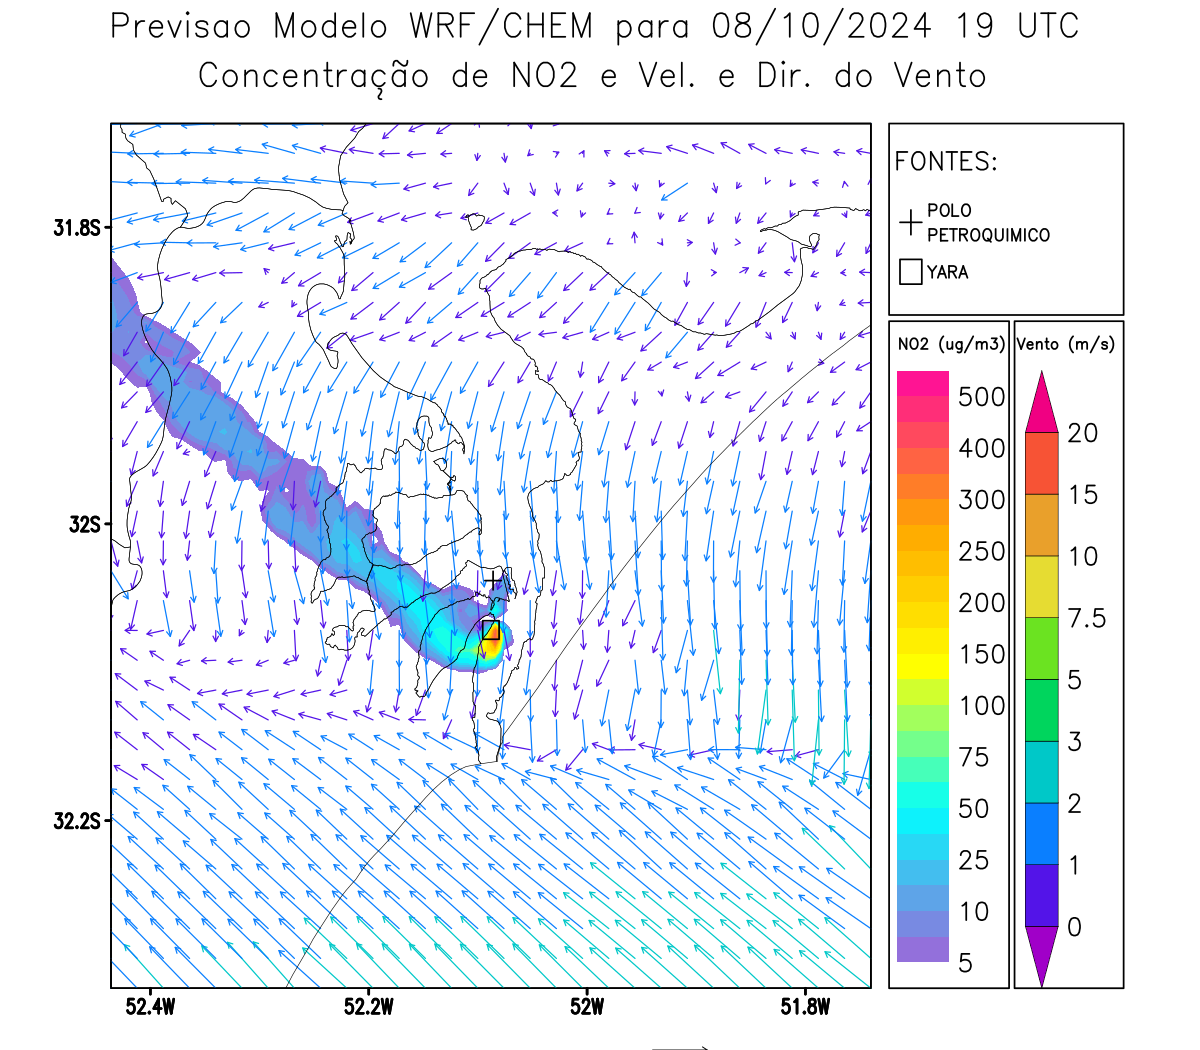 Previsao Modelo WRF/CHEM para 08/10/2024 19 UTC
Concentração de NO2 e Vel. e Dir. do Vento
FONTES:
POLO
PETROQUIMICO
YARA
NO2 (ug/m3)
500
400
300
250
200
150
100
75
50
25
10
5
Vento (m/s)
20
15
10
7.5
5
3
2
1
0
31.8S
32S
32.2S
52.4W
52.2W
52W
51.8W